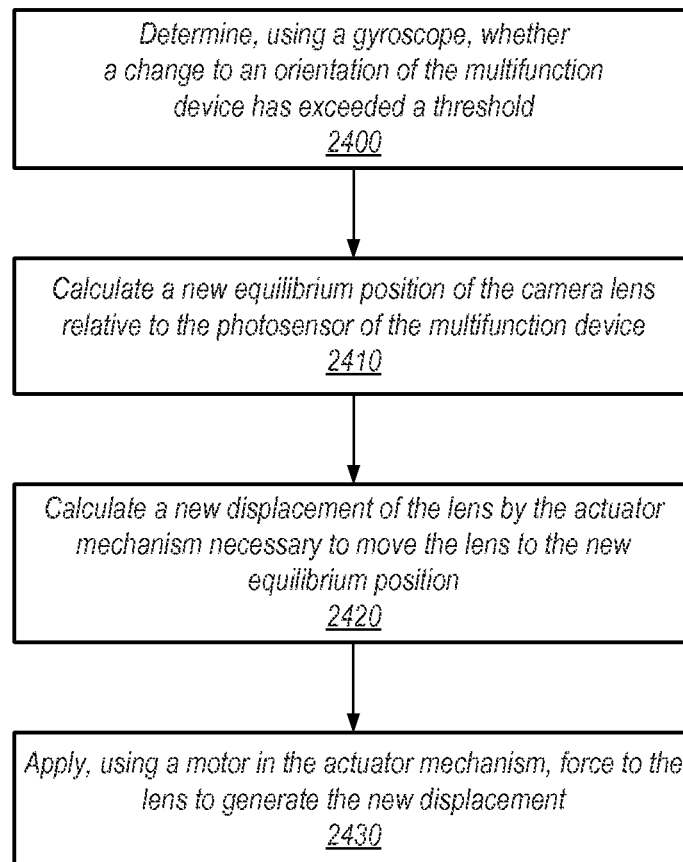 Determine, using a gyroscope, whether
a change to an orientation of the multifunction
device has exceeded a threshold
2400
Calculate a new equilibrium position of the camera lens
relative to the photosensor of the multifunction device
2410
Calculate a new displacement of the lens by the actuator
mechanism necessary to move the lens to the new
equilibrium position
2420
Apply, using a motor in the actuator mechanism, force to the
lens to generate the new displacement
2430